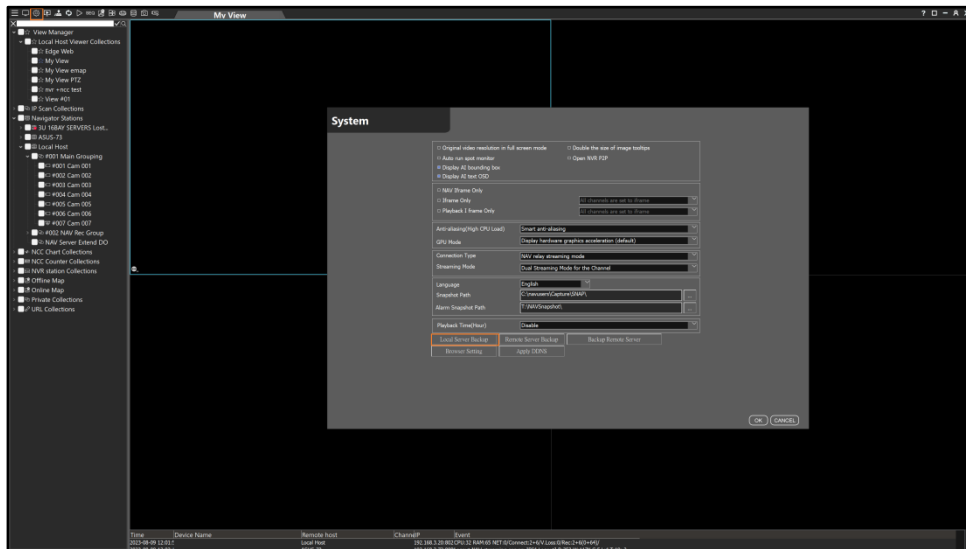 My View
View Manager
Local Host Viewer Collections
Edge Web
My View
My View emap
My View PTZ
nvr +ncc test
View #01
IP Scan Collections
Navigator Stations
3U 16BAY SERVERS Lost...
ASUS-73
Local Host
#001 Main Grouping
#001 Cam 001
#002 Cam 002
#003 Cam 003
#004 Cam 004
#005 Cam 005
#006 Cam 006
#007 Cam 007
#002 NAV Rec Group
NAV Server Extend DO
NCC Chart Collections
NCC Counter Collections
NVR station Collections
Offline Map
Online Map
Private Collections
URL Collections
System
Original video resolution in full screen mode
Double the size of image tooltips
Auto run spot monitor
Open NVR P2P
Display AI bounding box
Display AI text OSD
NAV Iframe Only
Iframe Only
All channels are set to iframe
Playback I frame Only
All channels are set to iframe
Anti-aliasing(High CPU Load)
Smart anti-aliasing
GPU Mode
Display hardware graphics acceleration (default)
Connection Type
NAV relay streaming mode
Streaming Mode
Dual Streaming Mode for the Channel
Language
English
Snapshot Path
Alarm Snapshot Path
Playback Time(Hour)
Disable
Local Server Backup
Remote Server Backup
Backup Remote Server
Browser Setting
Apply DDNS
OK
CANCEL
Time
Device Name
Remote host
Channel
IP
Event
Local Host